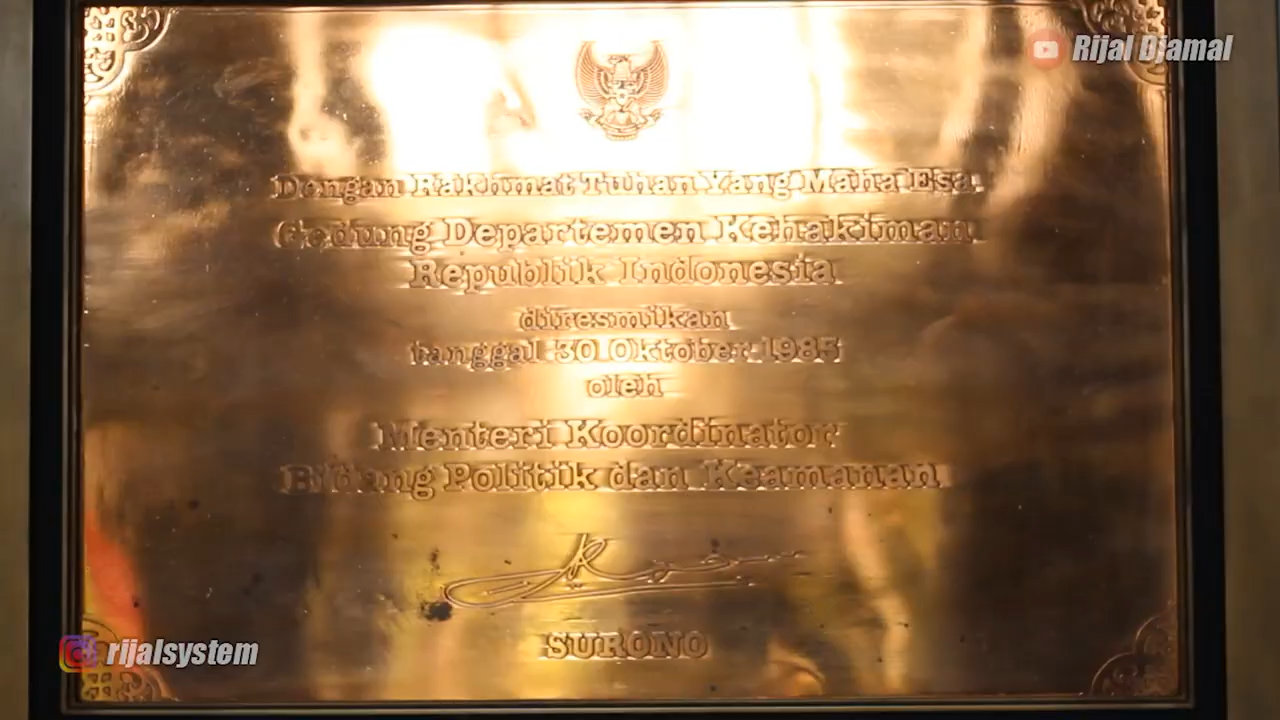 Rijal Djamal
Dengan Rakhmat Tuhan Yang Maha Esa
Gedung Departemen Kehakiman
Republik Indonesia
diresmikan
tanggal 30 Oktober 1985
oleh
Menteri Koordinator
Bidang Politik dan Keamanan
SURONO
rijalsystem